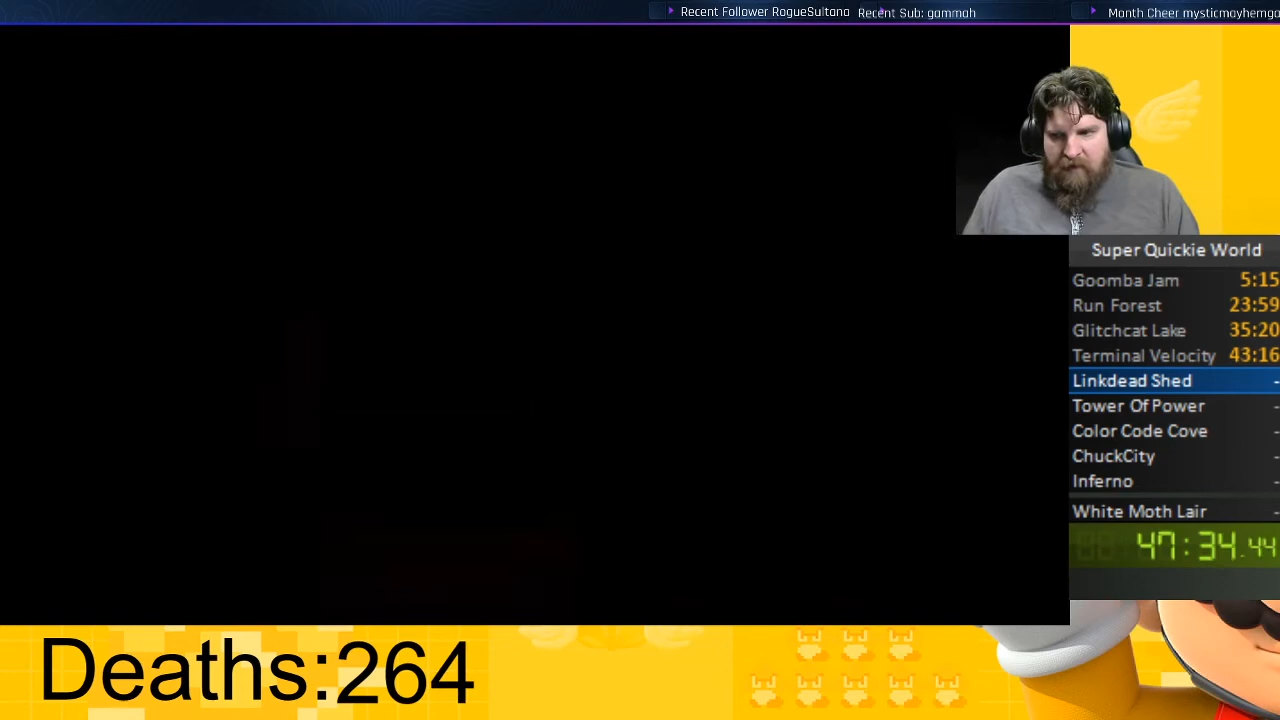 Recent Follower RogueSultana
Recent Sub: gammah
Month Cheer mysticmayhemga
Super Quickie World
Goomba Jam 5:15
Run Forest 23:59
Glitchcat Lake 35:20
Terminal Velocity 43:16
Linkdead Shed -
Tower Of Power -
Color Code Cove -
ChuckCity -
Inferno -
White Moth Lair -
47:34.44
Deaths:264